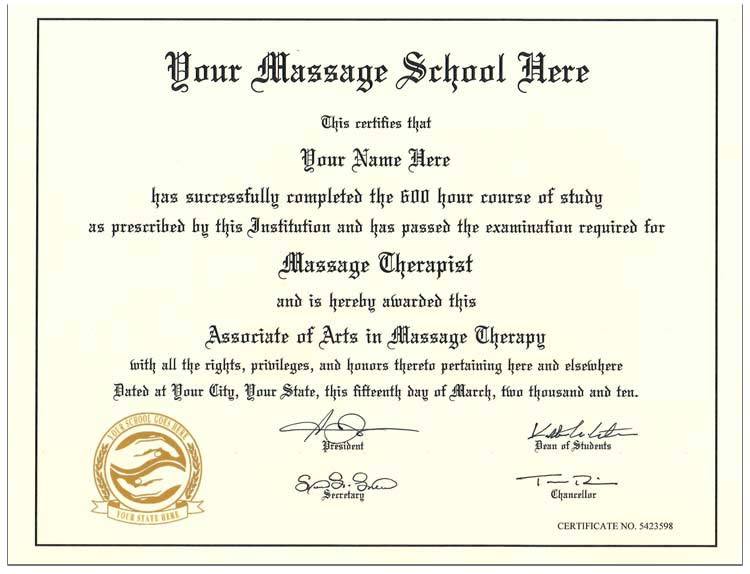 Your Massage School Here
This certifies that
Your Name Here
has successfully completed the 600 hour course of study
as prescribed by this Institution and has passed the examination required for
Massage Therapist
and is hereby awarded this
Associate of Arts in Massage Therapy
with all the rights, privileges, and honors thereto pertaining here and elsewhere
Dated at Your City, Your State, this fifteenth day of March, two thousand and ten.
President
Dean of Students
Secretary
Chancellor
YOUR SCHOOL GOES HERE
YOUR STATE HERE
CERTIFICATE NO. 5423598